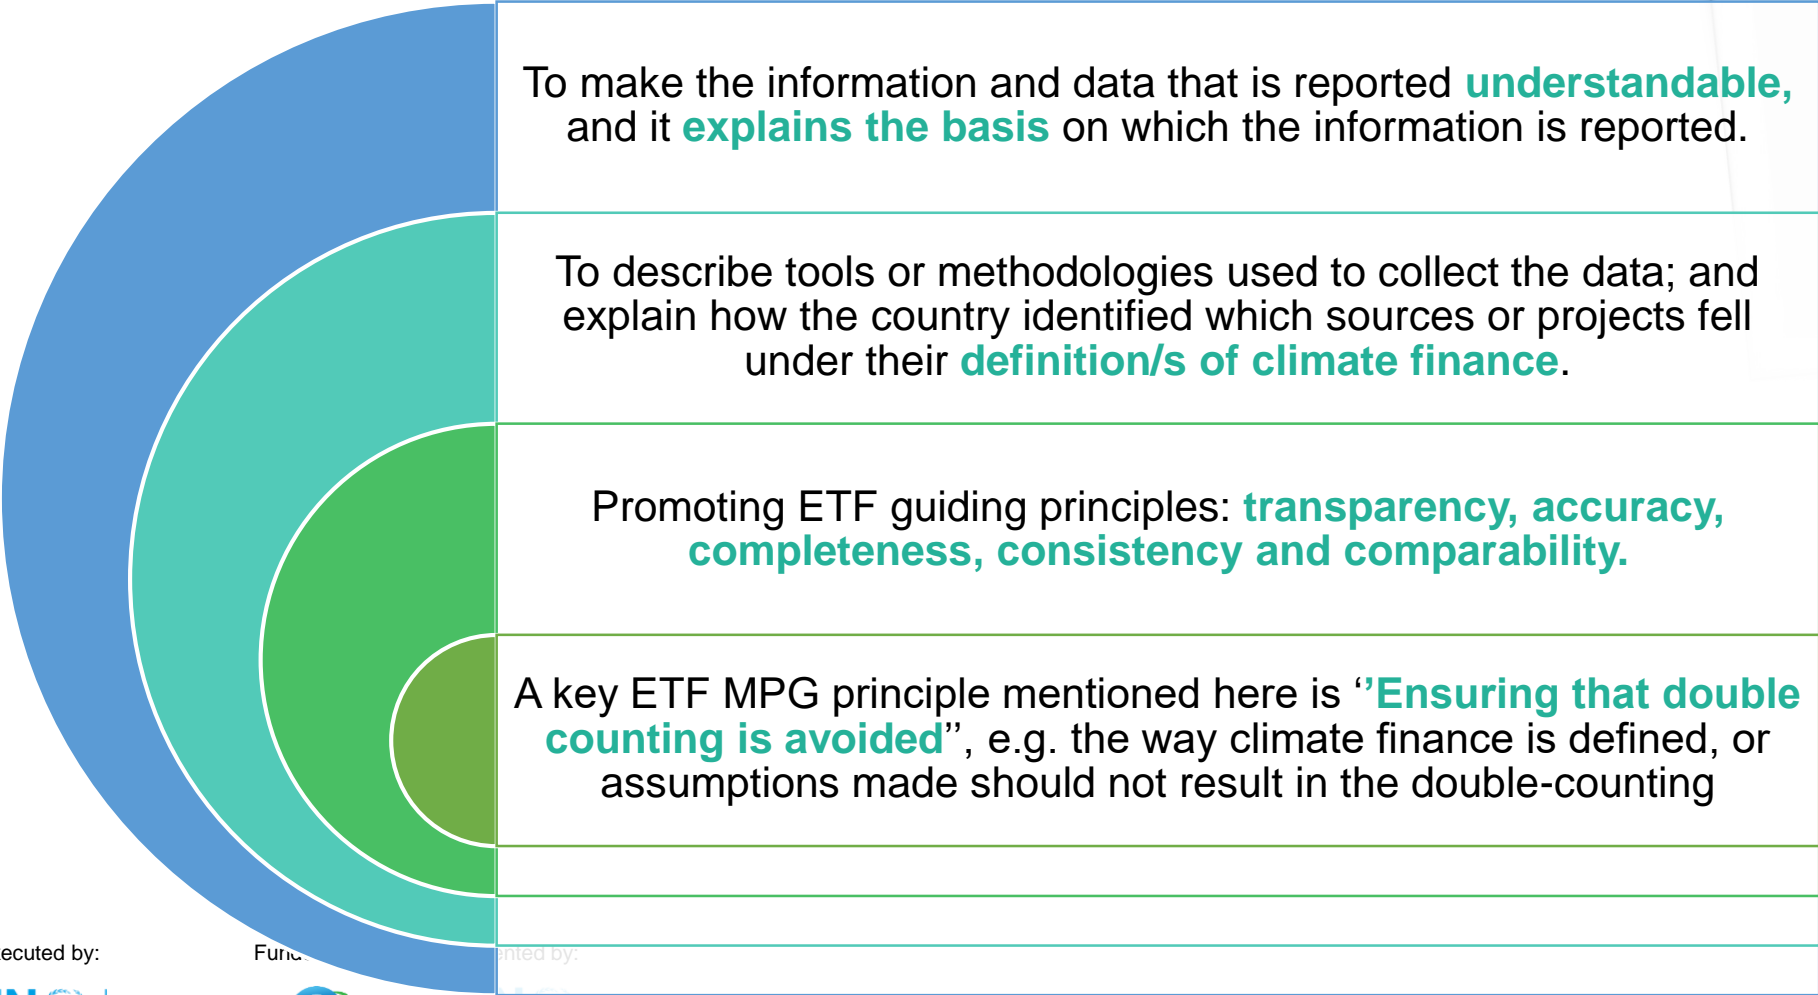 To make the information and data that is reported understandable,
and it explains the basis on which the information is reported.
To describe tools or methodologies used to collect the data; and
explain how the country identified which sources or projects fell
under their definition/s of climate finance.
Promoting ETF guiding principles: transparency, accuracy,
completeness, consistency and comparability.
A key ETF MPG principle mentioned here is ‘’Ensuring that double
counting is avoided’’, e.g. the way climate finance is defined, or
assumptions made should not result in the double-counting
ecuted by:
by: